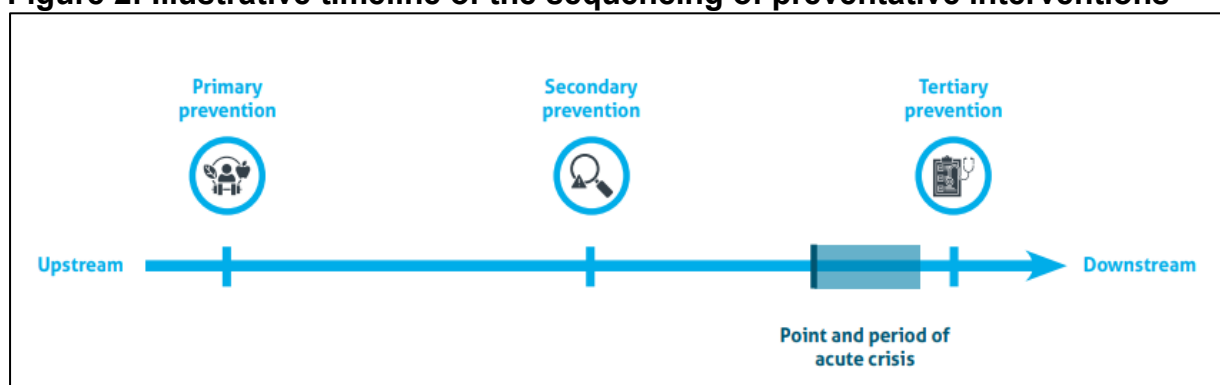 Figure 2: Illustrative timeline of the sequencing of preventative interventions
Primary
prevention
Secondary
prevention
Tertiary
prevention
Upstream
Downstream
Point and period of
acute crisis